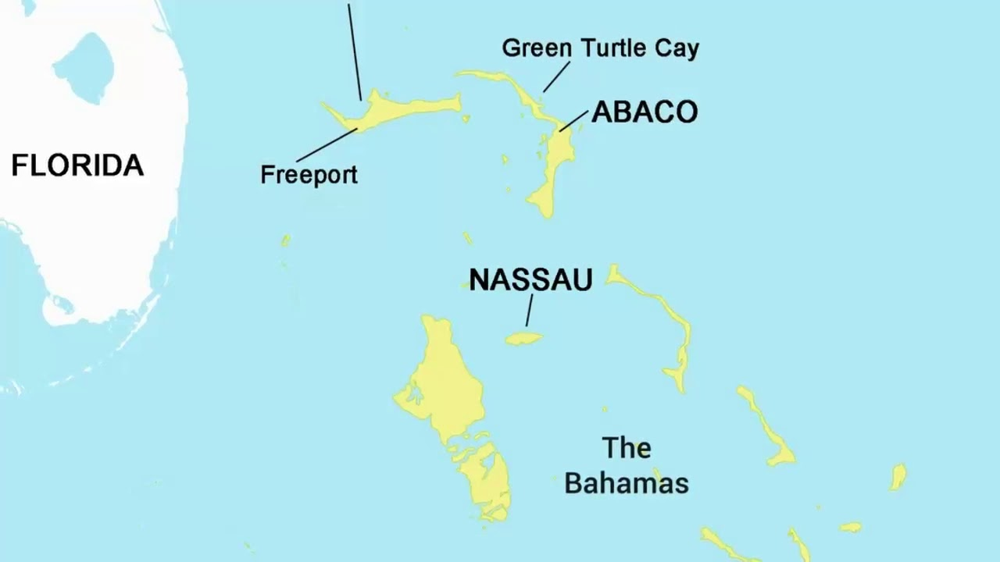 Green Turtle Cay
ABACO
FLORIDA
Freeport
NASSAU
The
Bahamas